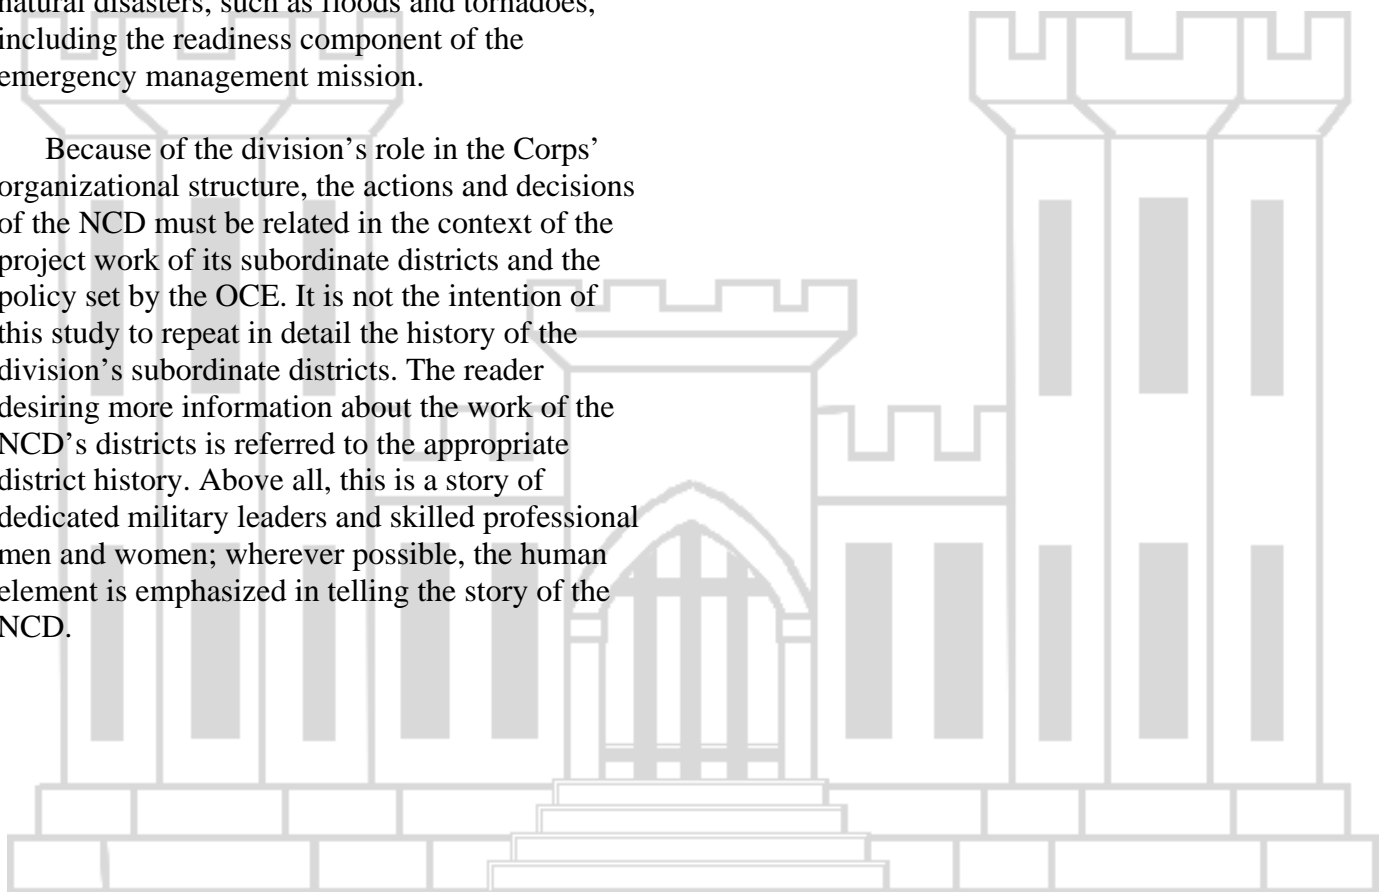 natural disasters, such as floods and tornadoes,
including the readiness component of the
emergency management mission.
Because of the division’s role in the Corps’
organizational structure, the actions and decisions
of the NCD must be related in the context of the
project work of its subordinate districts and the
policy set by the OCE. It is not the intention of
this study to repeat in detail the history of the
division’s subordinate districts. The reader
desiring more information about the work of the
NCD’s districts is referred to the appropriate
district history. Above all, this is a story of
dedicated military leaders and skilled professional
men and women; wherever possible, the human
element is emphasized in telling the story of the
NCD.